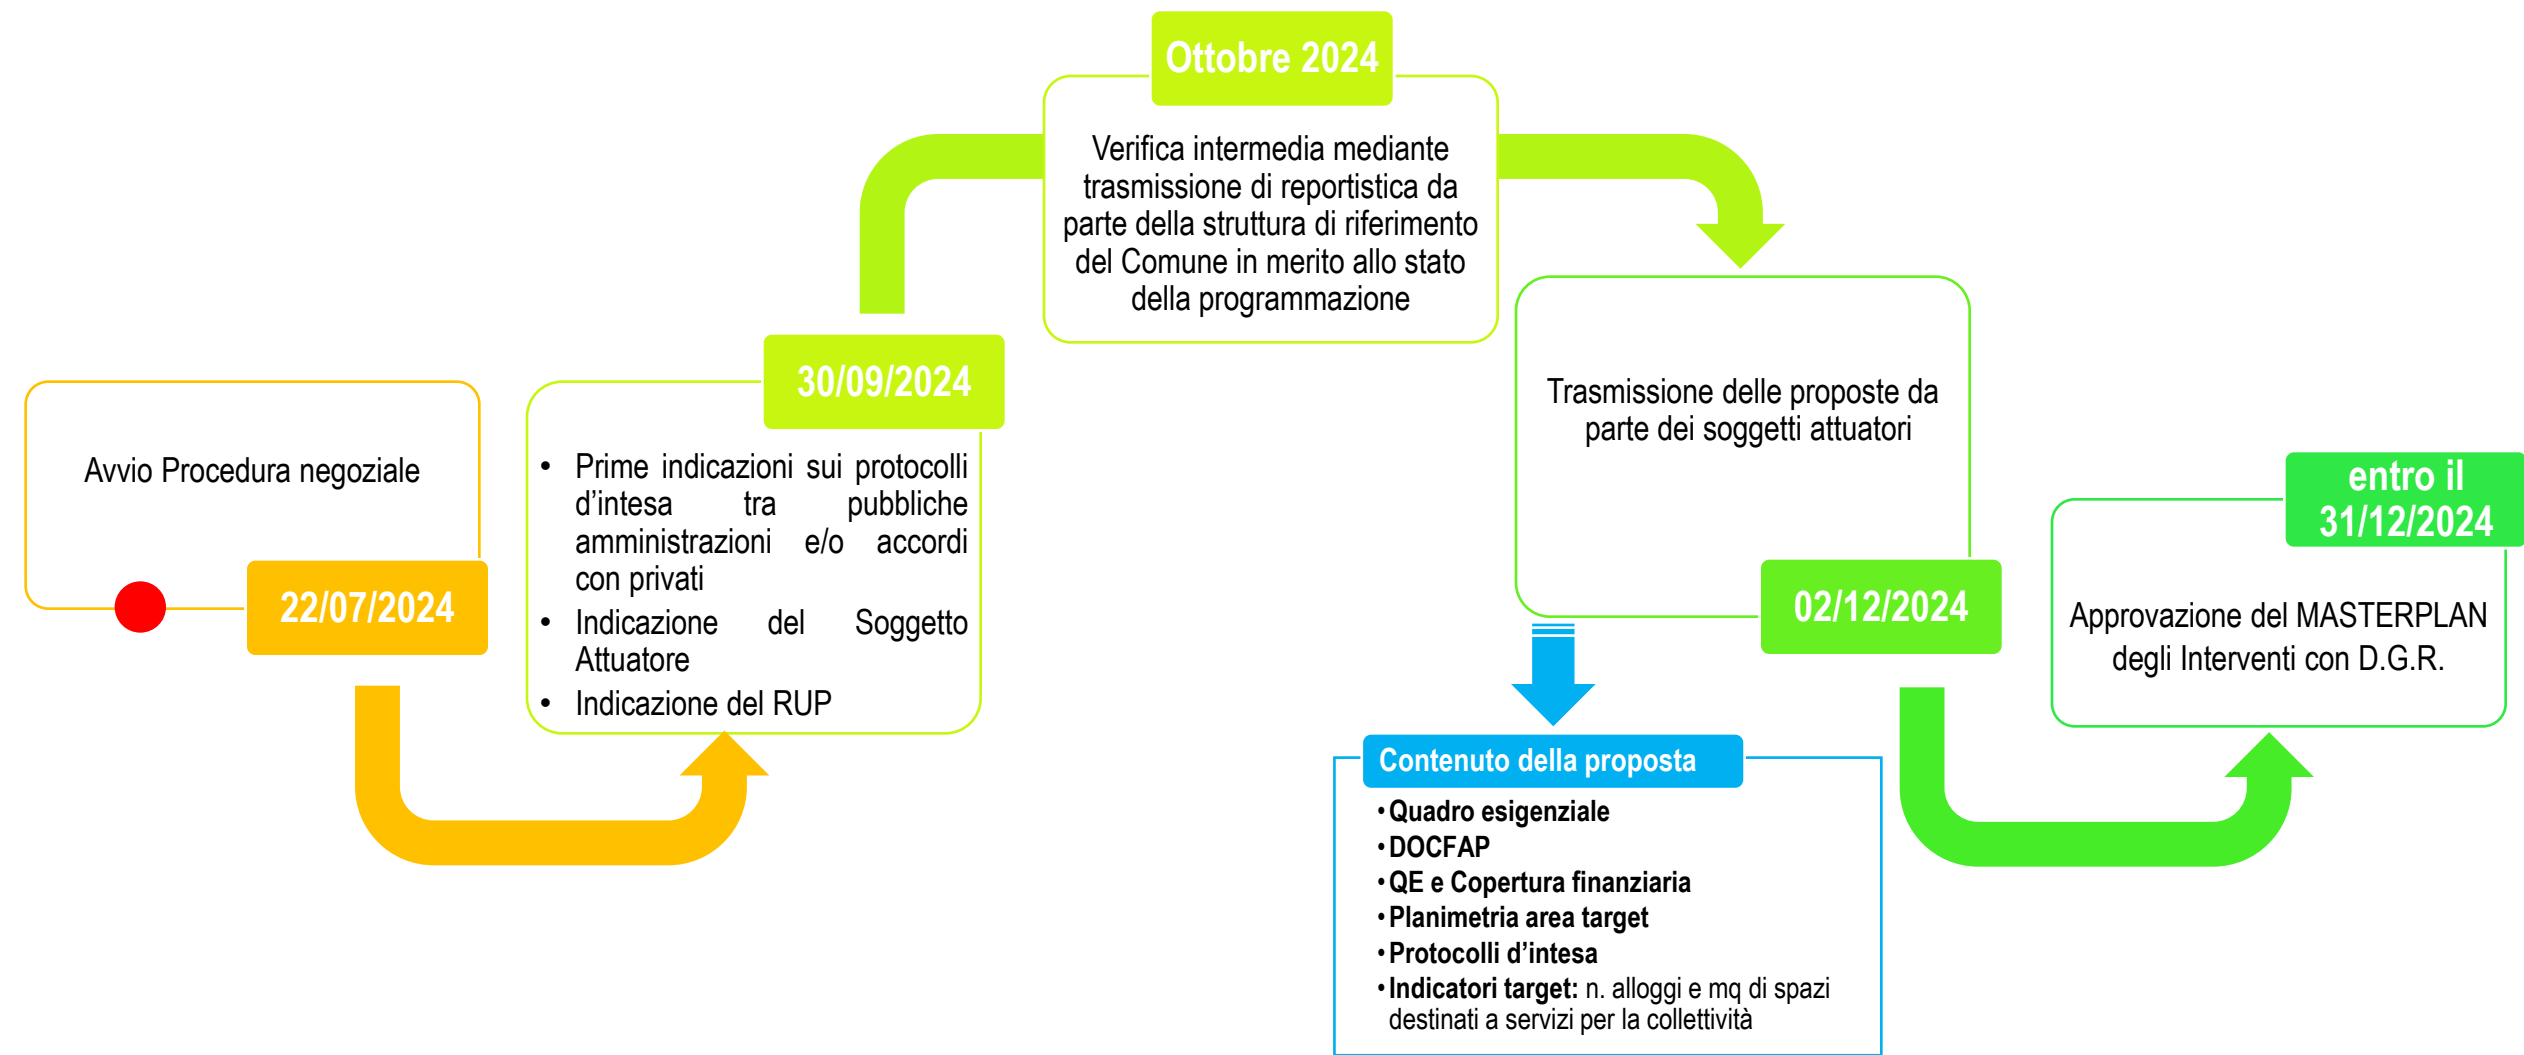 Avvio Procedura negoziale
22/07/2024
30/09/2024
• Prime indicazioni sui protocolli
d’intesa tra pubbliche
amministrazioni e/o accordi
con privati
• Indicazione del Soggetto
Attuatore
• Indicazione del RUP
Ottobre 2024
Verifica intermedia mediante
trasmissione di reportistica da
parte della struttura di riferimento
del Comune in merito allo stato
della programmazione
Trasmissione delle proposte da
parte dei soggetti attuatori
02/12/2024
Contenuto della proposta
• Quadro esigenziale
• DOCFAP
• QE e Copertura finanziaria
• Planimetria area target
• Protocolli d’intesa
• Indicatori target: n. alloggi e mq di spazi
destinati a servizi per la collettività
entro il
31/12/2024
Approvazione del MASTERPLAN
degli Interventi con D.G.R.